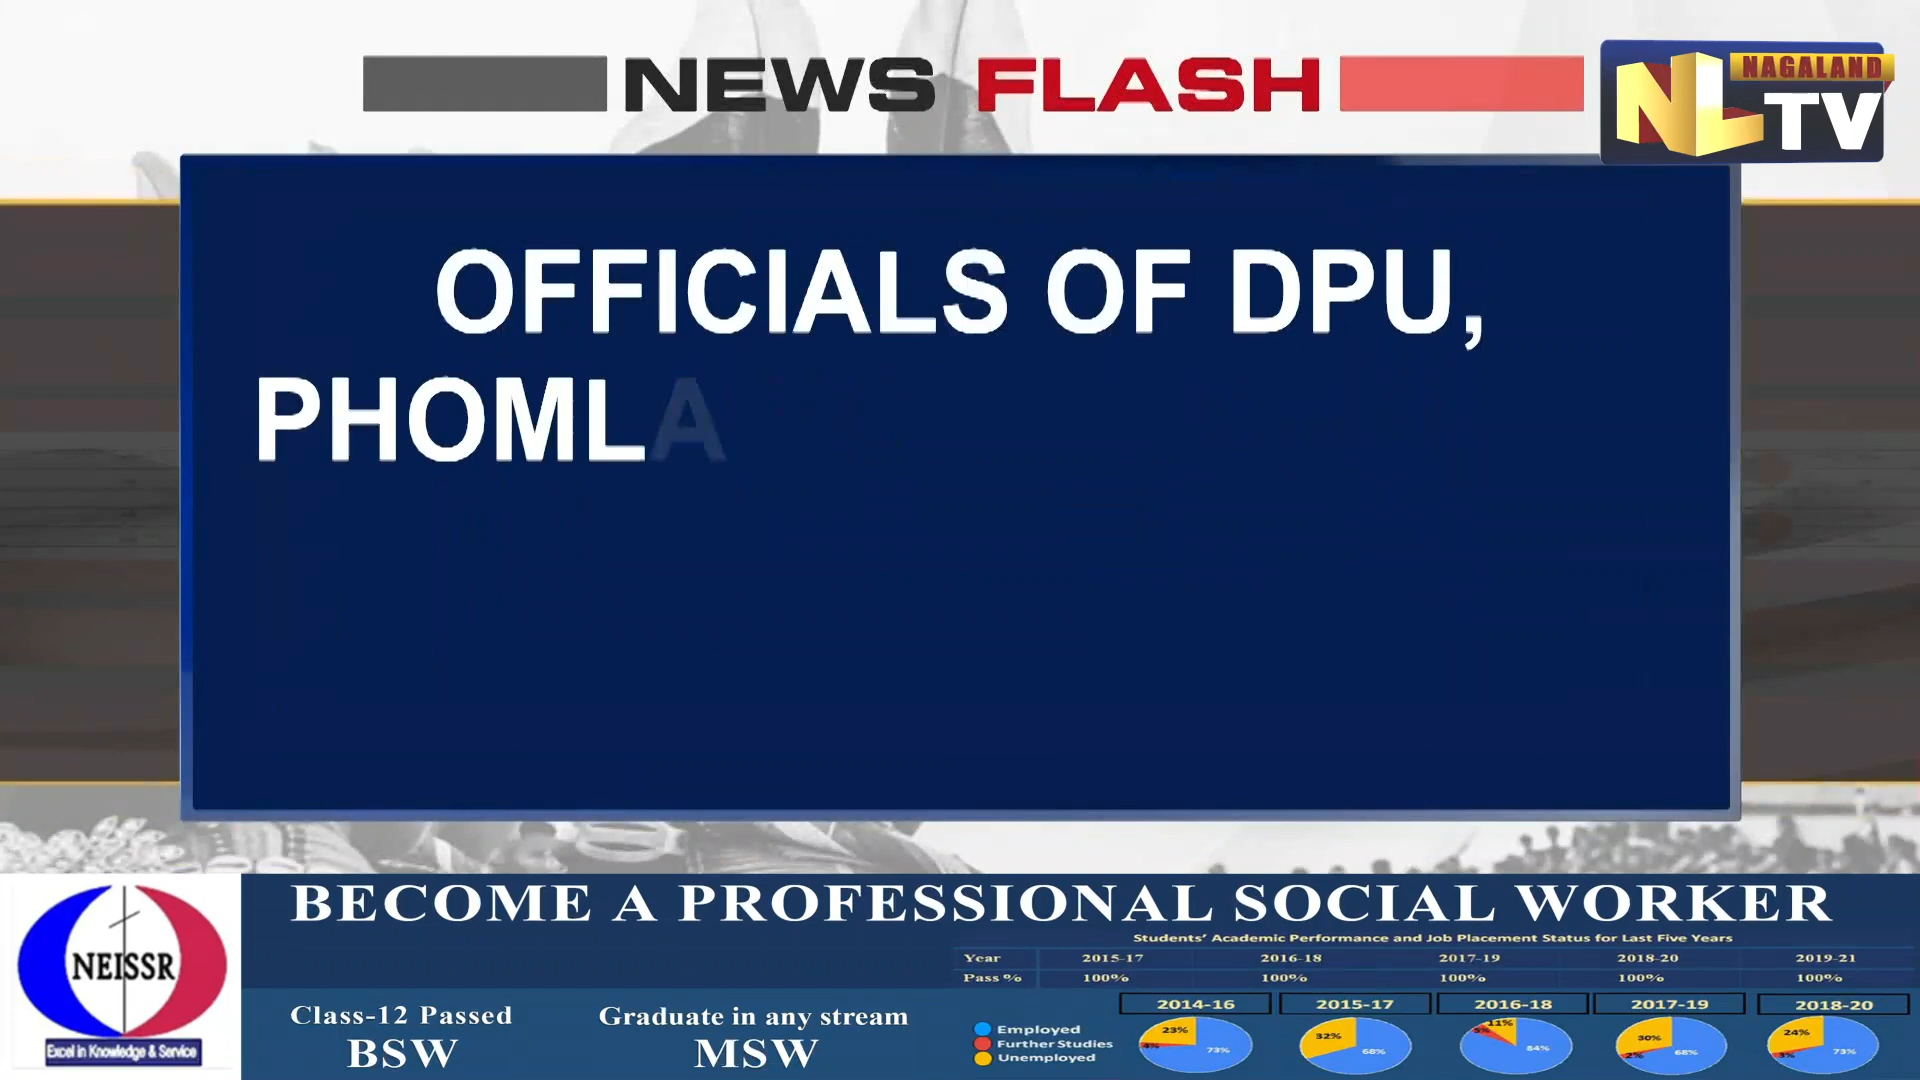 NEWS FLASH
NAGALAND
NL TV
OFFICIALS OF DPU,
PHOMLA
BECOME A PROFESSIONAL SOCIAL WORKER
Students' Academic Performance and Job Placement Status for Last Five Years
Year 2015-17 2016-18 2017-19 2018-20 2019-21
Pass % 100% 100% 100% 100% 100%
NEISSR
Excel in Knowledge & Service
Class-12 Passed
BSW
Graduate in any stream
MSW
Employed
Further Studies
Unemployed
2014-16 2015-17 2016-18 2017-19 2018-20
23% 4% 73%
32% 68%
11% 5% 84%
30% 2% 68%
24% 3% 73%